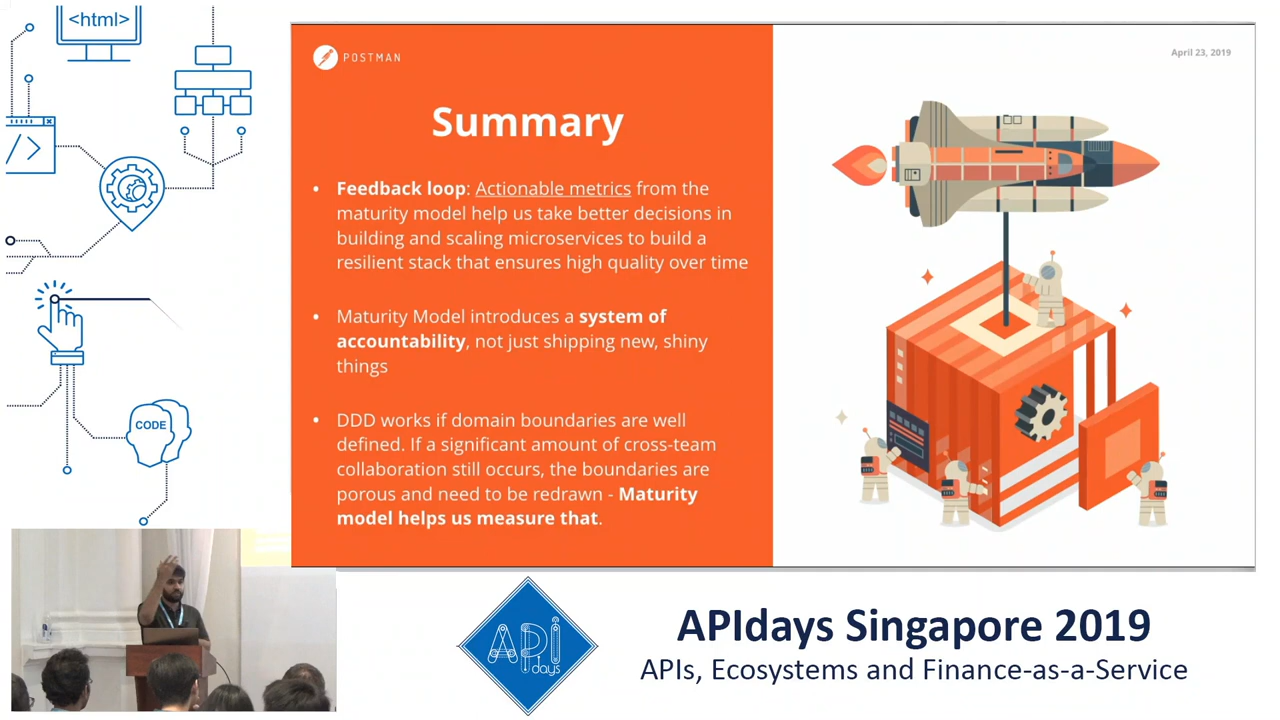 <html>
</>
CODE
POSTMAN
April 23, 2019
Summary
• Feedback loop: Actionable metrics from the
maturity model help us take better decisions in
building and scaling microservices to build a
resilient stack that ensures high quality over time
• Maturity Model introduces a system of
accountability, not just shipping new, shiny
things
• DDD works if domain boundaries are well
defined. If a significant amount of cross-team
collaboration still occurs, the boundaries are
porous and need to be redrawn - Maturity
model helps us measure that.
API
days
APIdays Singapore 2019
APIs, Ecosystems and Finance-as-a-Service